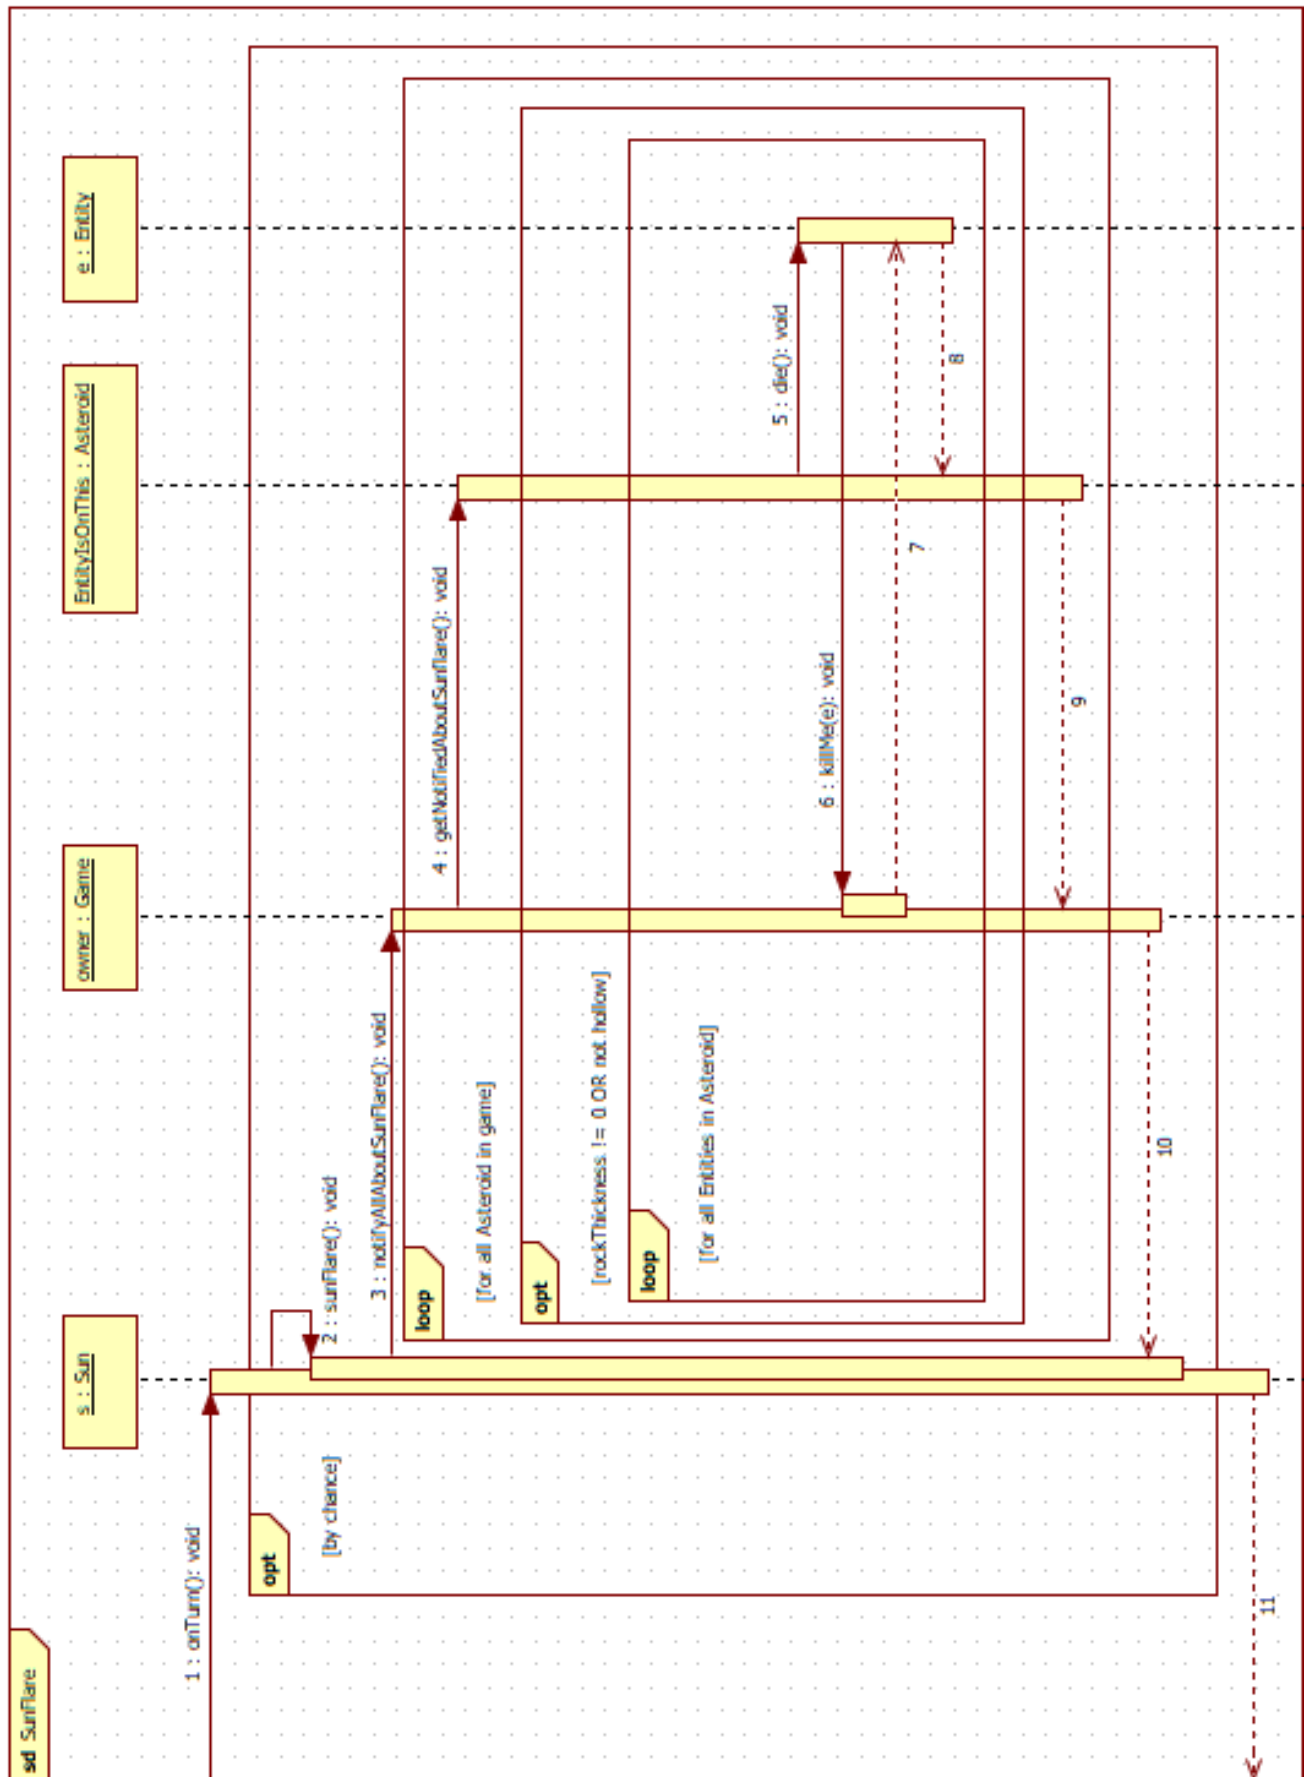 sd SunFlare
s : Sun
owner : Game
EntityIsOnThis : Asteroid
e : Entity
1 : onTurn(): void
opt
[by chance]
2 : sunFlare(): void
3 : notifyAllAboutSunFlare(): void
loop
[for all Asteroid in game]
4 : getNotifiedAboutSunflare(): void
opt
[rockThickness != 0 OR not hollow]
loop
[for all Entities in Asteroid]
5 : die(): void
6 : killMe(e): void
7
8
9
10
11